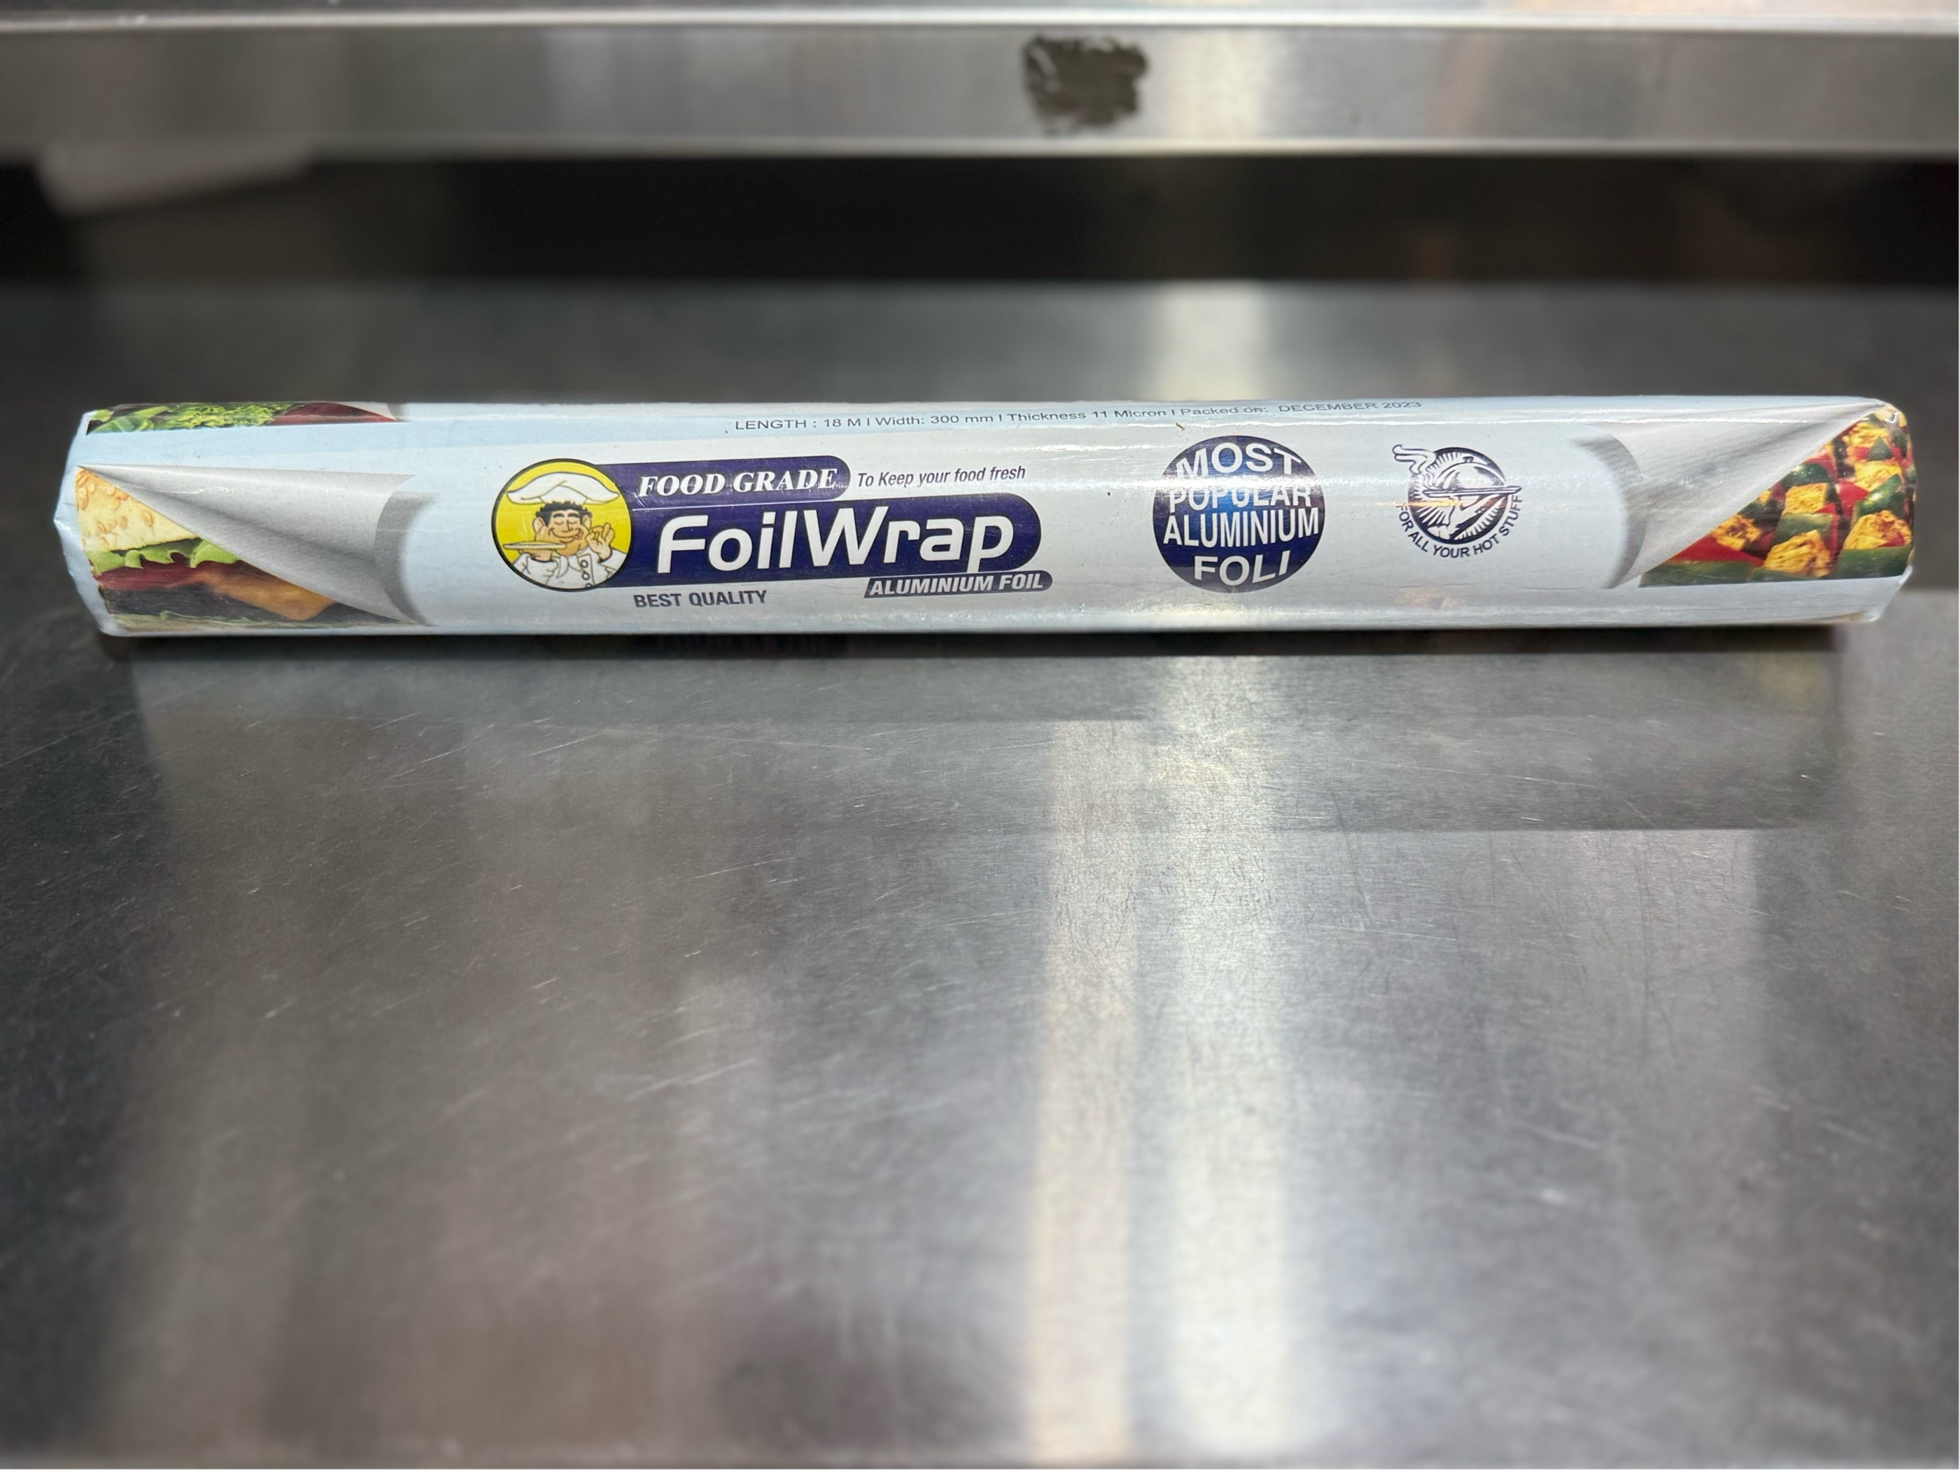 LENGTH : 18 M I Width: 300 mm I Thickness 11 Micron I Packed on: DECEMBER 2023
FOOD GRADE To Keep your food fresh
FoilWrap
ALUMINIUM FOIL
BEST QUALITY
MOST
POPULAR
ALUMINIUM
FOLI
FOR ALL YOUR HOT STUFF